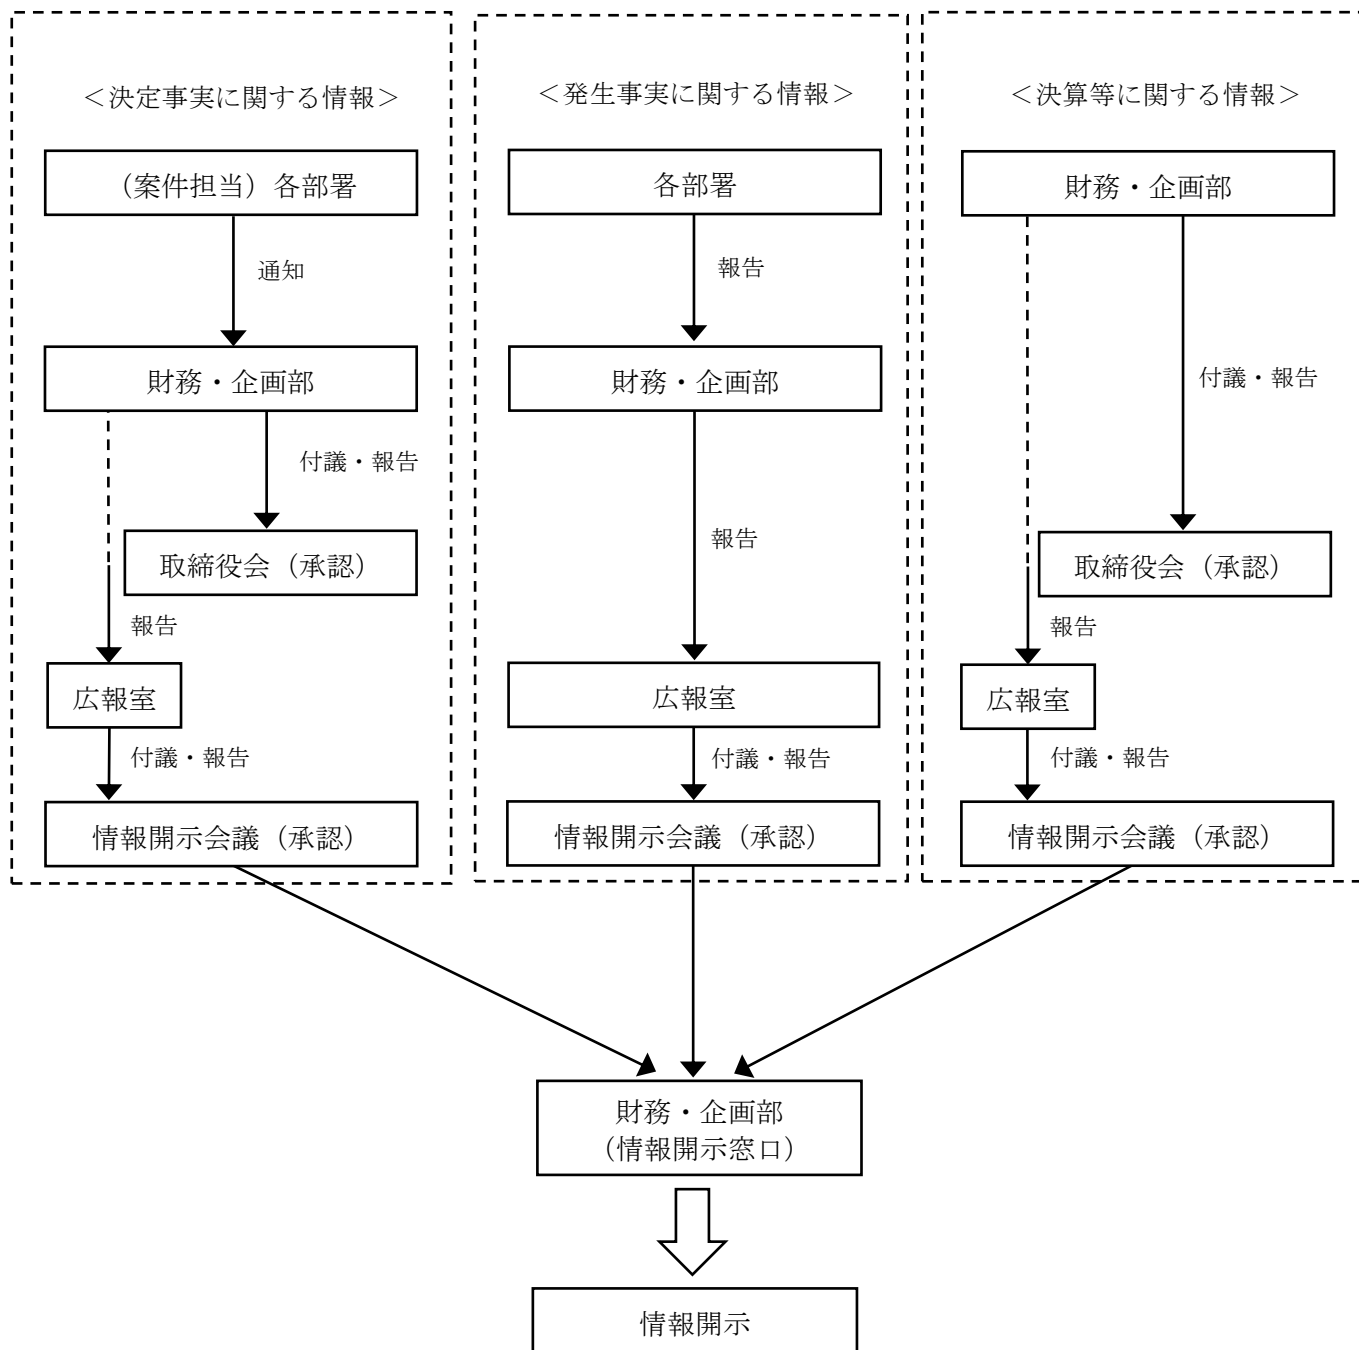 ＜決定事実に関する情報＞
（案件担当）各部署
通知
財務・企画部
付議・報告
取締役会（承認）
報告
広報室
付議・報告
情報開示会議（承認）
＜発生事実に関する情報＞
各部署
報告
財務・企画部
報告
広報室
付議・報告
情報開示会議（承認）
＜決算等に関する情報＞
財務・企画部
付議・報告
取締役会（承認）
報告
広報室
付議・報告
情報開示会議（承認）
財務・企画部
（情報開示窓口）
情報開示